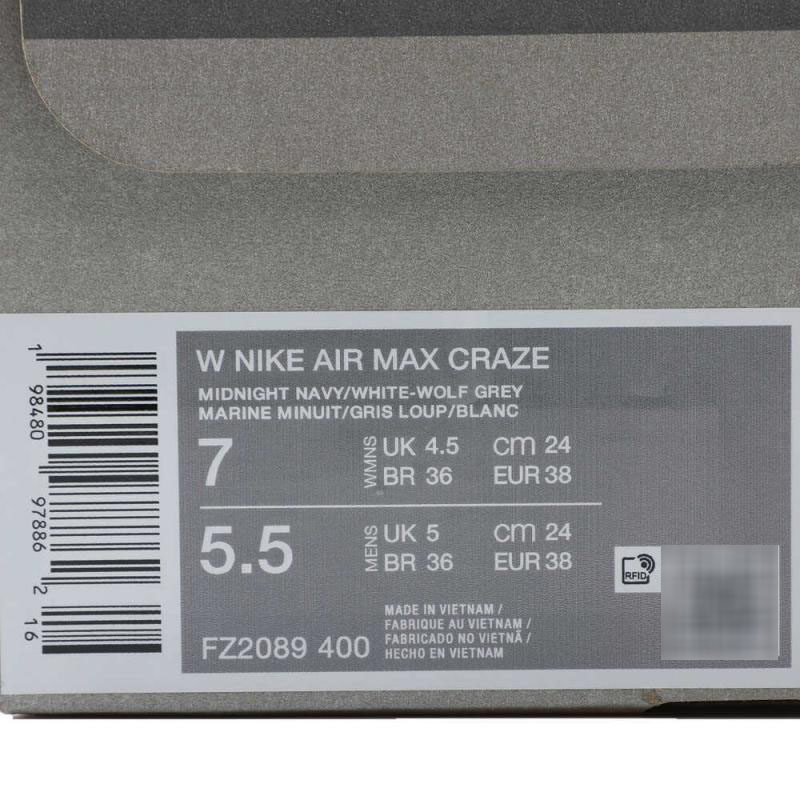 W NIKE AIR MAX CRAZE
MIDNIGHT NAVY/WHITE-WOLF GREY
MARINE MINUIT/GRIS LOUP/BLANC
7
WMNS
UK 4.5 cm 24
BR 36 EUR 38
5.5
MENS
UK 5 cm 24
BR 36 EUR 38
FZ2089 400
MADE IN VIETNAM /
FABRIQUE AU VIETNAM /
FABRICADO NO VIETNÃ /
HECHO EN VIETNAM
RFID
1 98480 97886 2 16